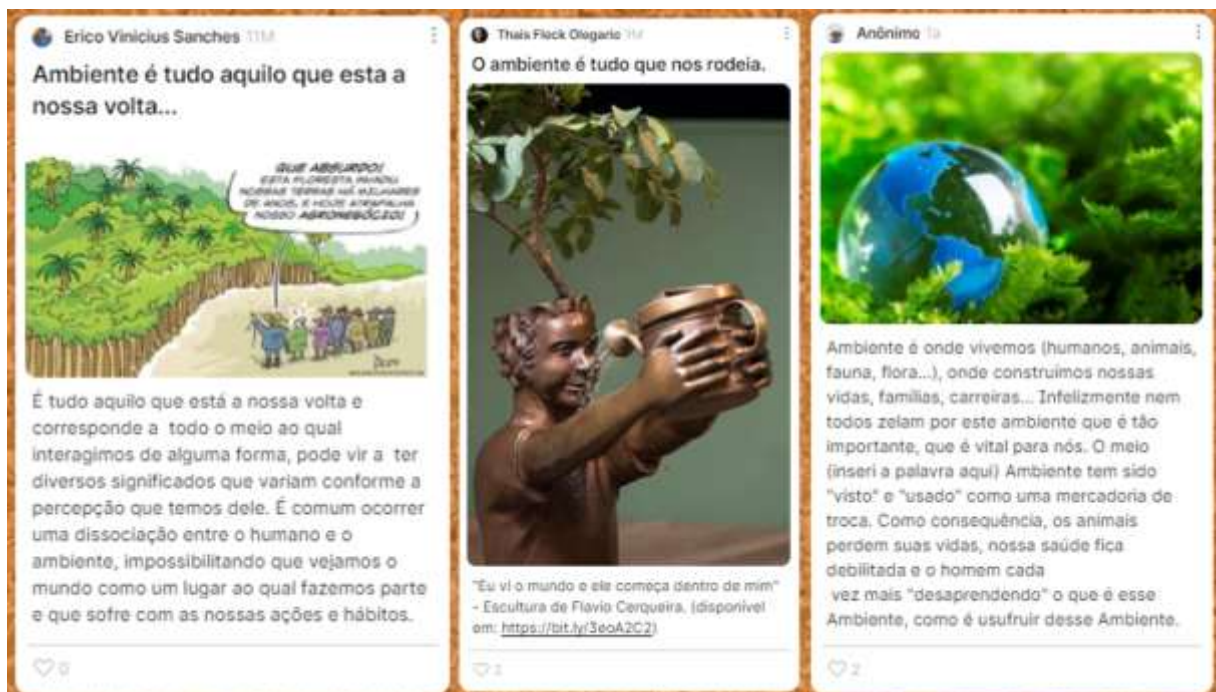 Erico Vinicius Sanches 11M
Ambiente é tudo aquilo que esta a
nossa volta...
QUE ABSURDO!
ESTA FLORESTA INVADIU
NOSSAS TERRAS HÁ MILHARES
DE ANOS, E HOJE ATRAPALHA
NOSSO AGRONEGÓCIO!
É tudo aquilo que está a nossa volta e
corresponde a todo o meio ao qual
interagimos de alguma forma, pode vir a ter
diversos significados que variam conforme a
percepção que temos dele. É comum ocorrer
uma dissociação entre o humano e o
ambiente, impossibilitando que vejamos o
mundo como um lugar ao qual fazemos parte
e que sofre com as nossas ações e hábitos.
0
Thais Fleck Olegario
O ambiente é tudo que nos rodeia.
"Eu vi o mundo e ele começa dentro de mim"
- Escultura de Flavio Cerqueira. (disponível
em: https://bit.ly/3eoA2C2)
Anônimo 1a
Ambiente é onde vivemos (humanos, animais,
fauna, flora...), onde construímos nossas
vidas, famílias, carreiras... Infelizmente nem
todos zelam por este ambiente que é tão
importante, que é vital para nós. O meio
(inseri a palavra aqui) Ambiente tem sido
"visto" e "usado" como uma mercadoria de
troca. Como consequência, os animais
perdem suas vidas, nossa saúde fica
debilitada e o homem cada
vez mais "desaprendendo" o que é esse
Ambiente, como é usufruir desse Ambiente.
2